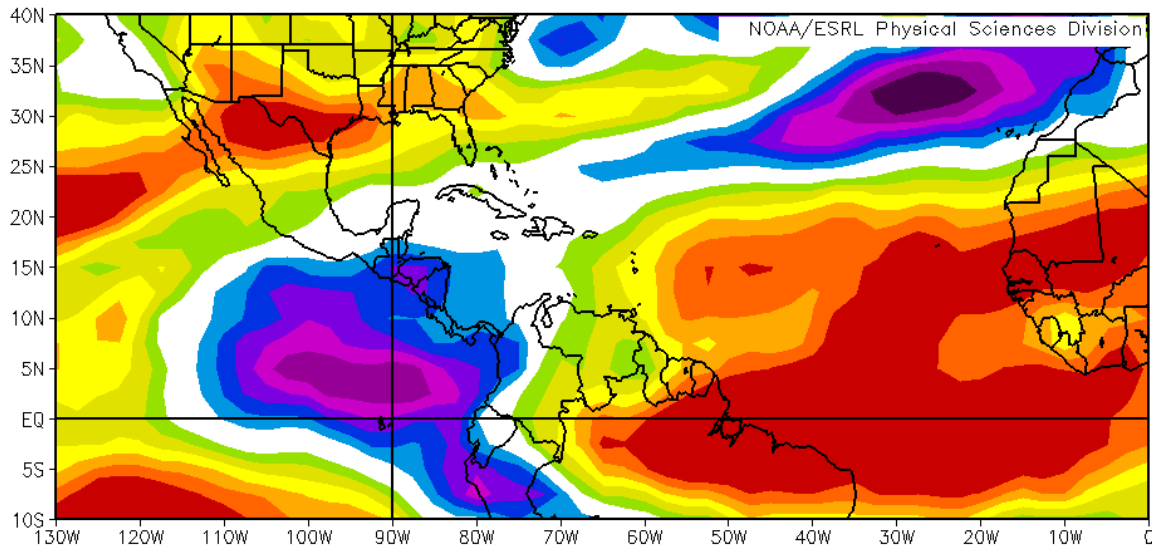 NOAA/ESRL Physical Sciences Division
40N
35N
30N
25N
20N
15N
10N
5N
EQ
5S
10S
130W 120W 110W 100W 90W 80W 70W 60W 50W 40W 30W 20W 10W 0